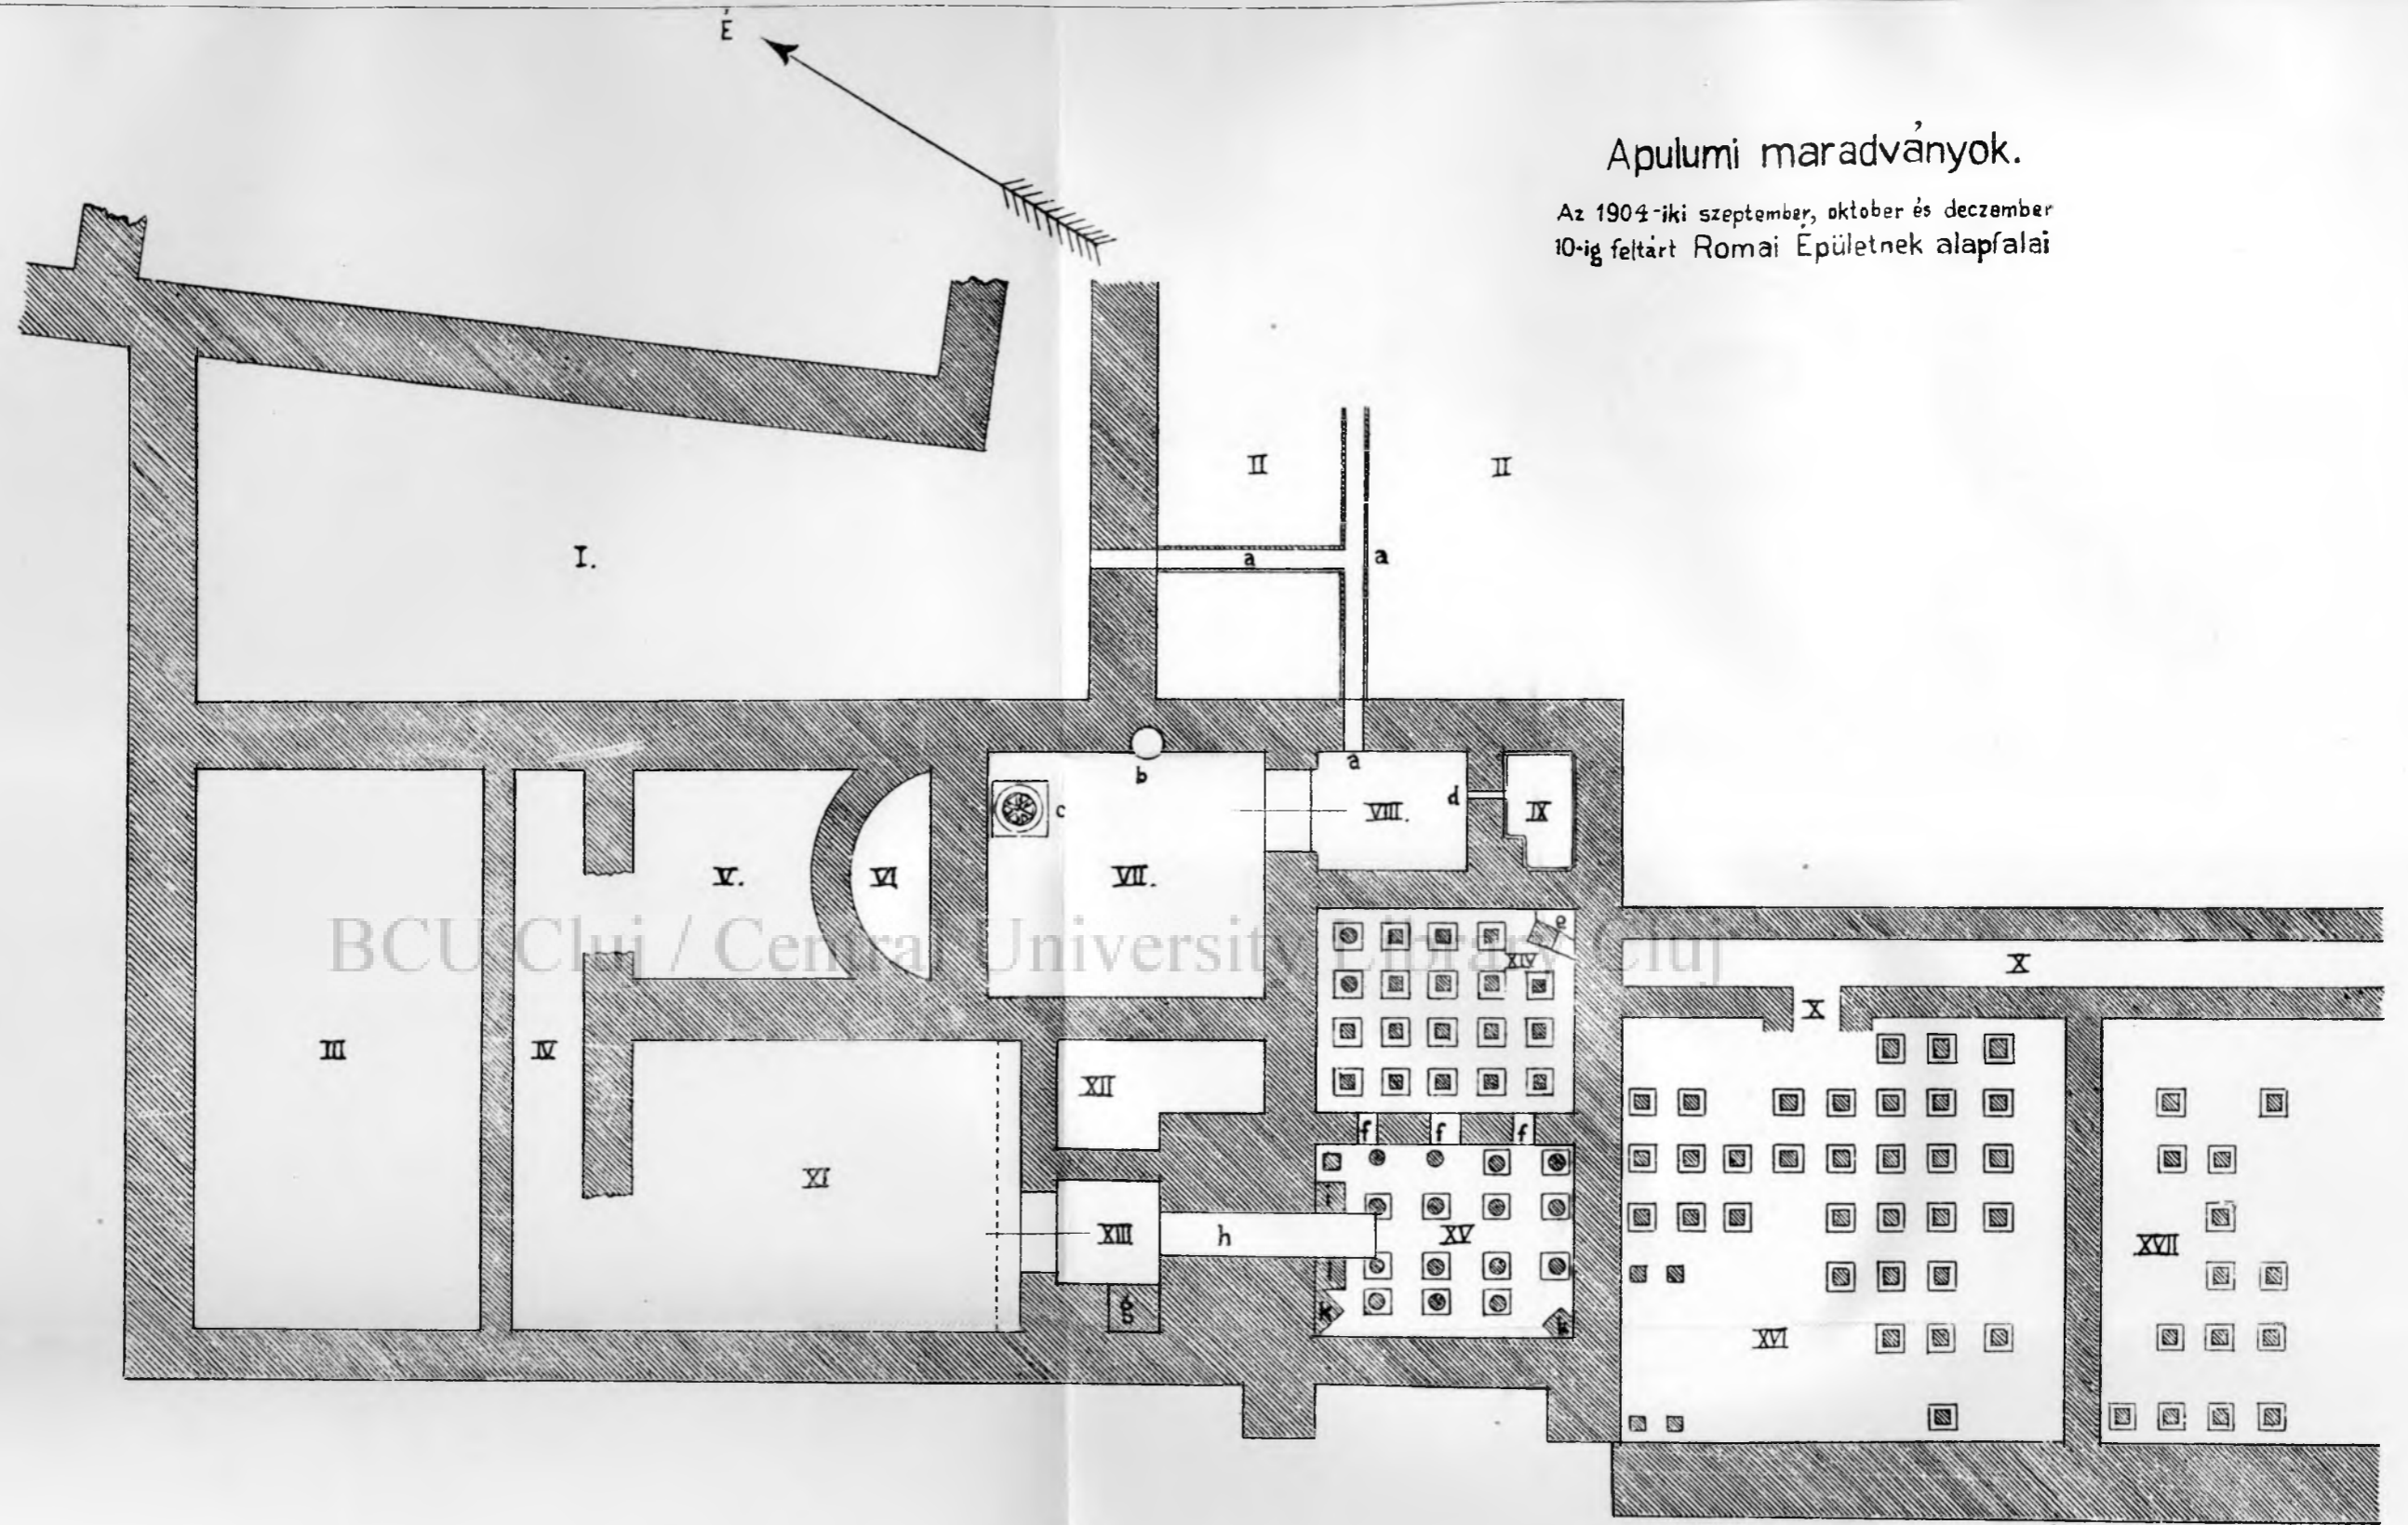 É
Apulumi maradványok.
Az 1904-iki szeptember, oktober és deczember
10-ig feltárt Romai Épületnek alapfalai
II
II
I.
a
a
b
a
c
d
VIII.
IX
V.
VI
VII.
e
BCU Cluj / Central University Library Cluj
XIV
X
X
III
IV
XII
f
f
f
XI
XIII
h
XV
XVII
g
k
k
XVI